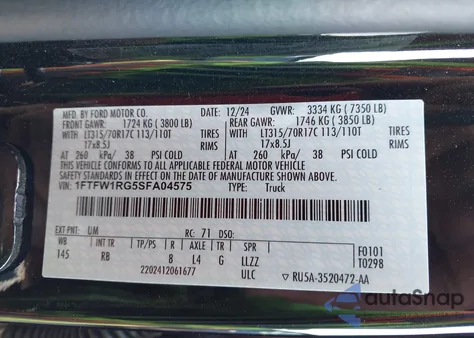 MFD. BY FORD MOTOR CO. 12/24 GVWR: 3334 KG ( 7350 LB)
FRONT GAWR: 1724 KG ( 3800 LB) REAR GAWR: 1746 KG ( 3850 LB)
LT315/70R17C 113/110T TIRES LT315/70R17C 113/110T TIRES
17x8.5J RIMS 17x8.5J RIMS
AT 260 kPa/ 38 PSI COLD AT 260 kPa/ 38 PSI COLD
THIS VEHICLE CONFORMS TO ALL APPLICABLE FEDERAL MOTOR VEHICLE
SAFETY STANDARDS IN EFFECT ON THE DATE OF MANUFACTURE SHOWN ABOVE.
VIN: 1FTFW1RG5SFA04575 TYPE: Truck
EXT PNT: UM RC: 71 DSO:
WB INT TR TP/PS R AXLE TR SPR F0101
145 RB B L4 G LLZZ T0298
2202412061677 ULC ▽ RU5A-3520472-AA
autoSnap